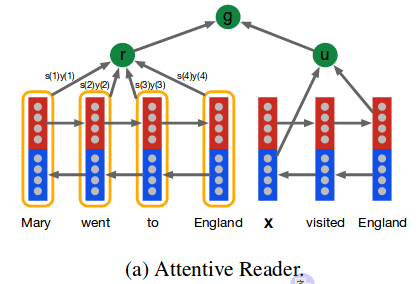 g
r
u
s(1)y(1)
s(2)y(2)
s(3)y(3)
s(4)y(4)
Mary went to England X visited England
(a) Attentive Reader.